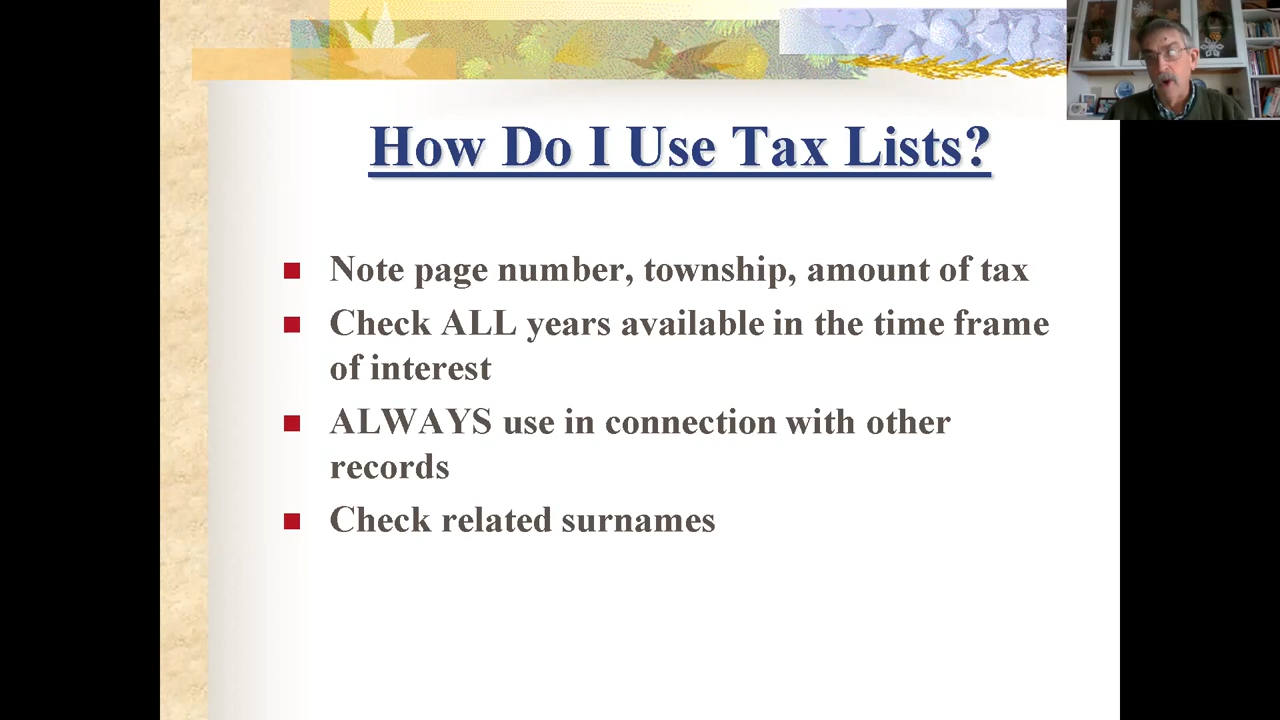 How Do I Use Tax Lists?
Note page number, township, amount of tax
Check ALL years available in the time frame
of interest
ALWAYS use in connection with other
records
Check related surnames